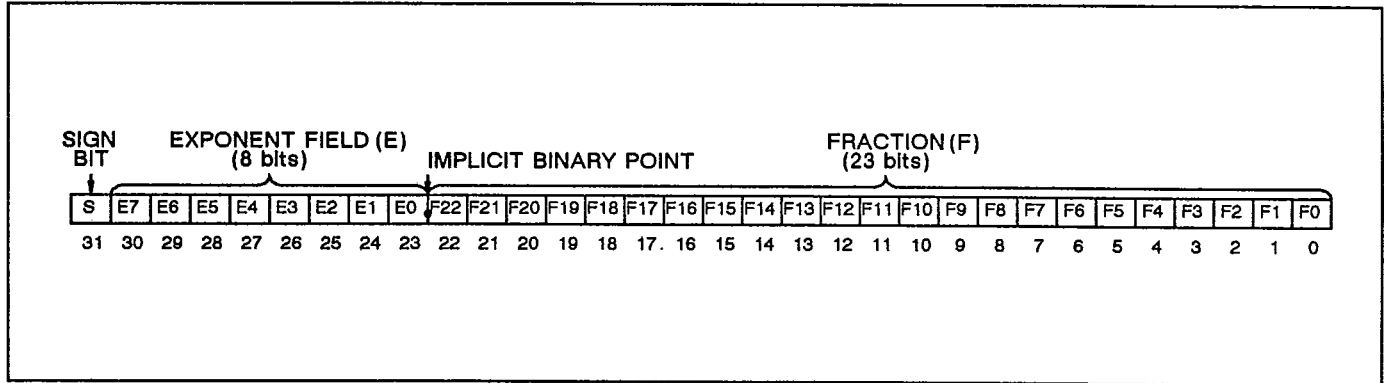 SIGN
BIT
EXPONENT FIELD (E)
(8 bits)
IMPLICIT BINARY POINT
FRACTION (F)
(23 bits)
S E7 E6 E5 E4 E3 E2 E1 E0 F22 F21 F20 F19 F18 F17 F16 F15 F14 F13 F12 F11 F10 F9 F8 F7 F6 F5 F4 F3 F2 F1 F0
31 30 29 28 27 26 25 24 23 22 21 20 19 18 17. 16 15 14 13 12 11 10 9 8 7 6 5 4 3 2 1 0